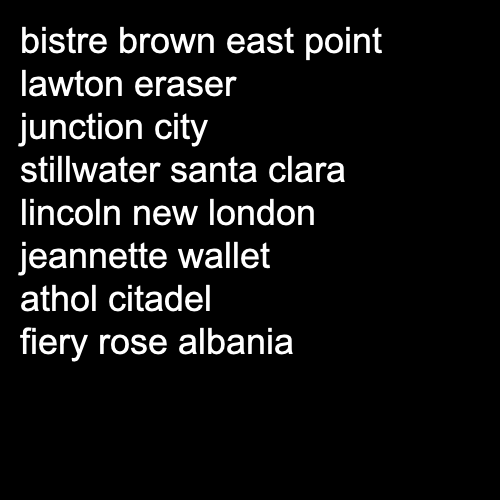 bistre brown east point
lawton eraser
junction city
stillwater santa clara
lincoln new london
jeannette wallet
athol citadel
fiery rose albania